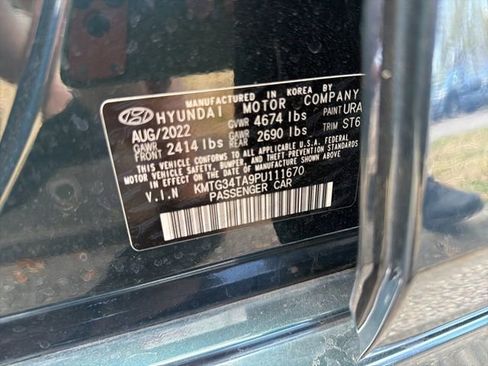 MANUFACTURED IN KOREA BY
HYUNDAI MOTOR COMPANY
AUG/2022 GVWR 4674 lbs PAINT URA
GAWR FRONT 2414 lbs GAWR REAR 2690 lbs TRIM ST6
THIS VEHICLE CONFORMS TO ALL APPLICABLE U.S.A. FEDERAL
MOTOR VEHICLE SAFETY, BUMPER, AND THEFT PREVENTION STANDARDS
IN EFFECT ON THE DATE OF MANUFACTURE SHOWN ABOVE.
V.I.N KMTG34TA9PU111670
PASSENGER CAR